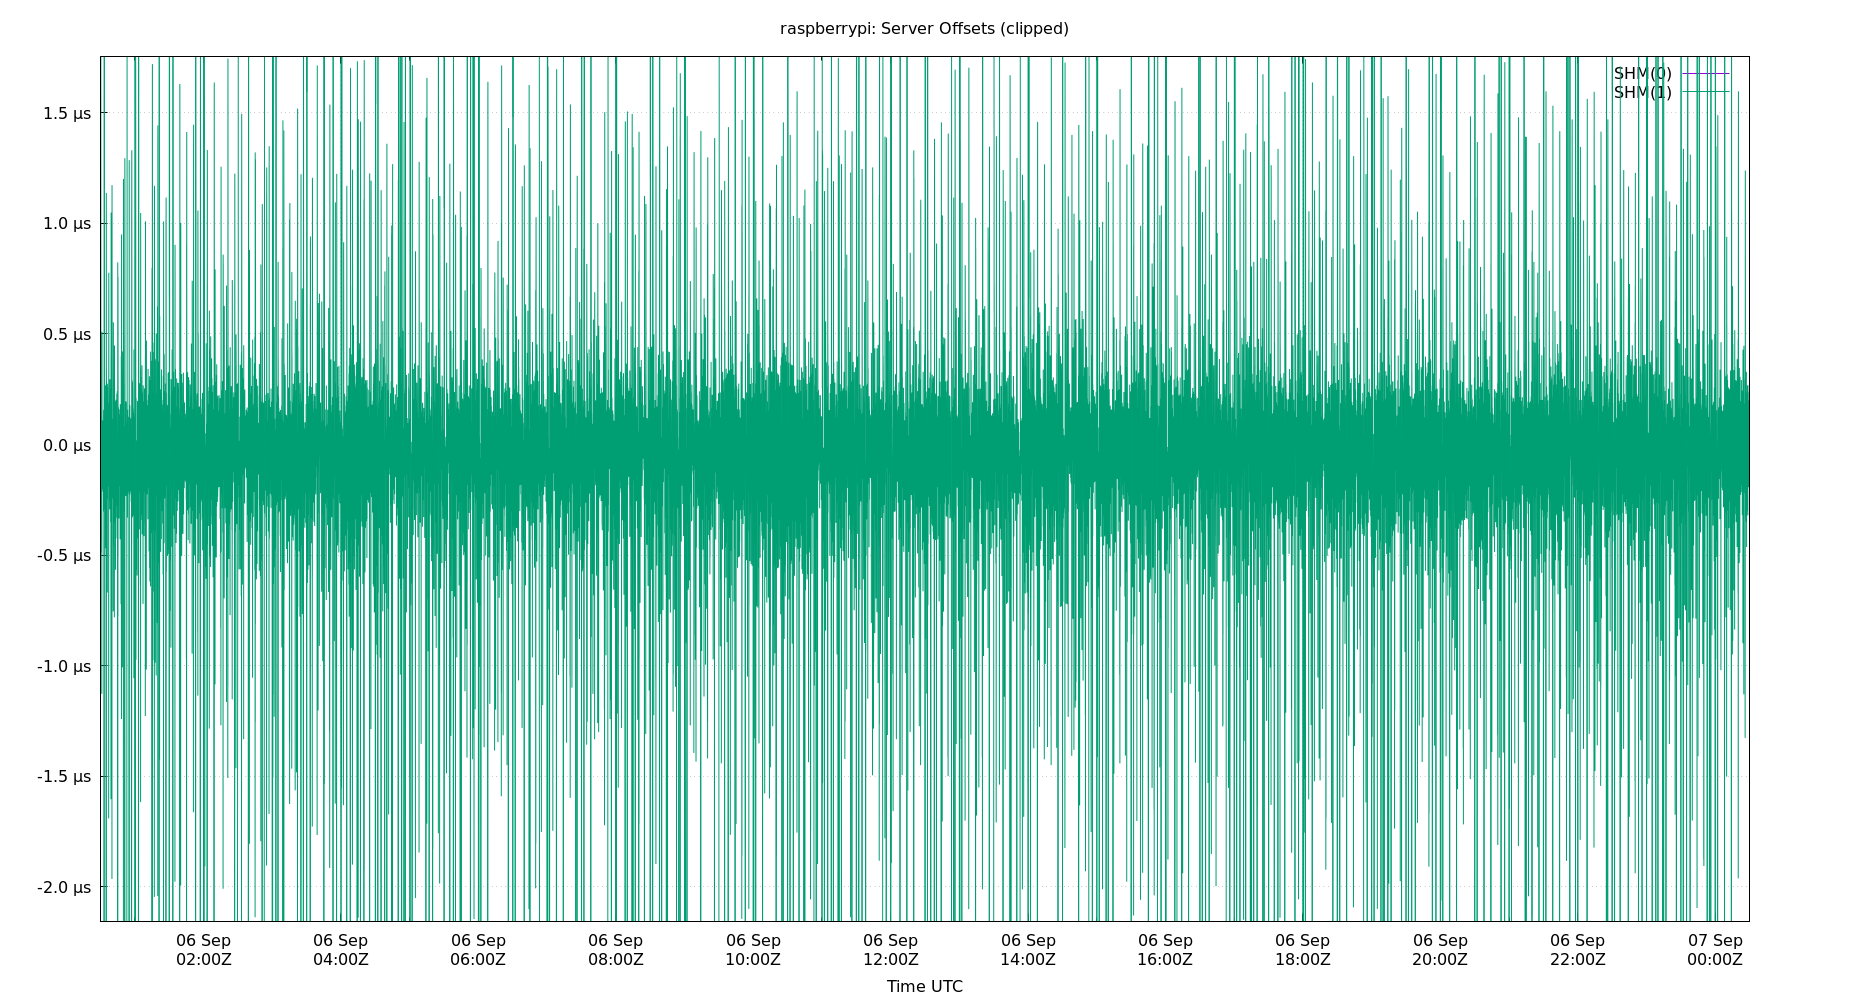 raspberrypi: Server Offsets (clipped)
SHM(0)
SHM(1)
1.5 µs
1.0 µs
0.5 µs
0.0 µs
-0.5 µs
-1.0 µs
-1.5 µs
-2.0 µs
06 Sep 06 Sep 06 Sep 06 Sep 06 Sep 06 Sep 06 Sep 06 Sep 06 Sep 06 Sep 06 Sep 07 Sep
02:00Z 04:00Z 06:00Z 08:00Z 10:00Z 12:00Z 14:00Z 16:00Z 18:00Z 20:00Z 22:00Z 00:00Z
Time UTC